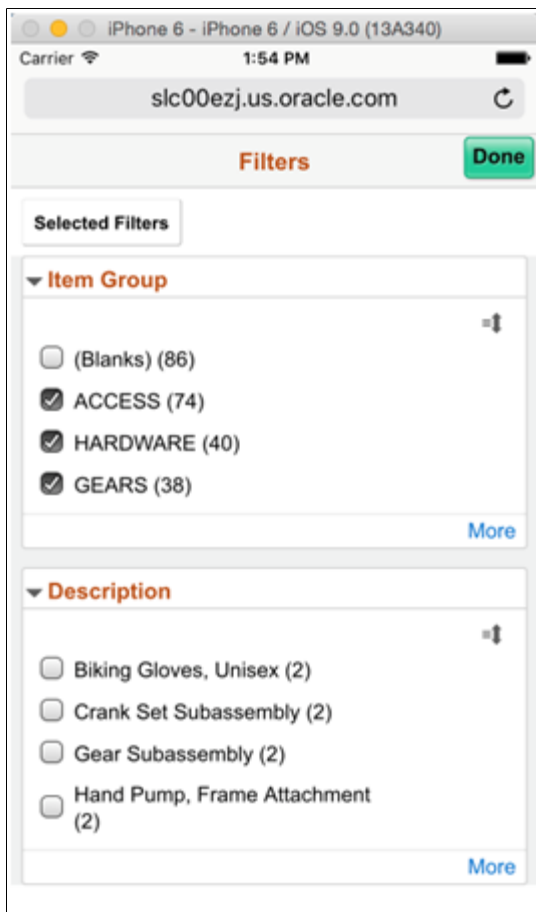 iPhone 6 - iPhone 6 / iOS 9.0 (13A340)
Carrier 1:54 PM
slc00ezj.us.oracle.com
Filters Done
Selected Filters
Item Group
(Blanks) (86)
ACCESS (74)
HARDWARE (40)
GEARS (38)
More
Description
Biking Gloves, Unisex (2)
Crank Set Subassembly (2)
Gear Subassembly (2)
Hand Pump, Frame Attachment
(2)
More